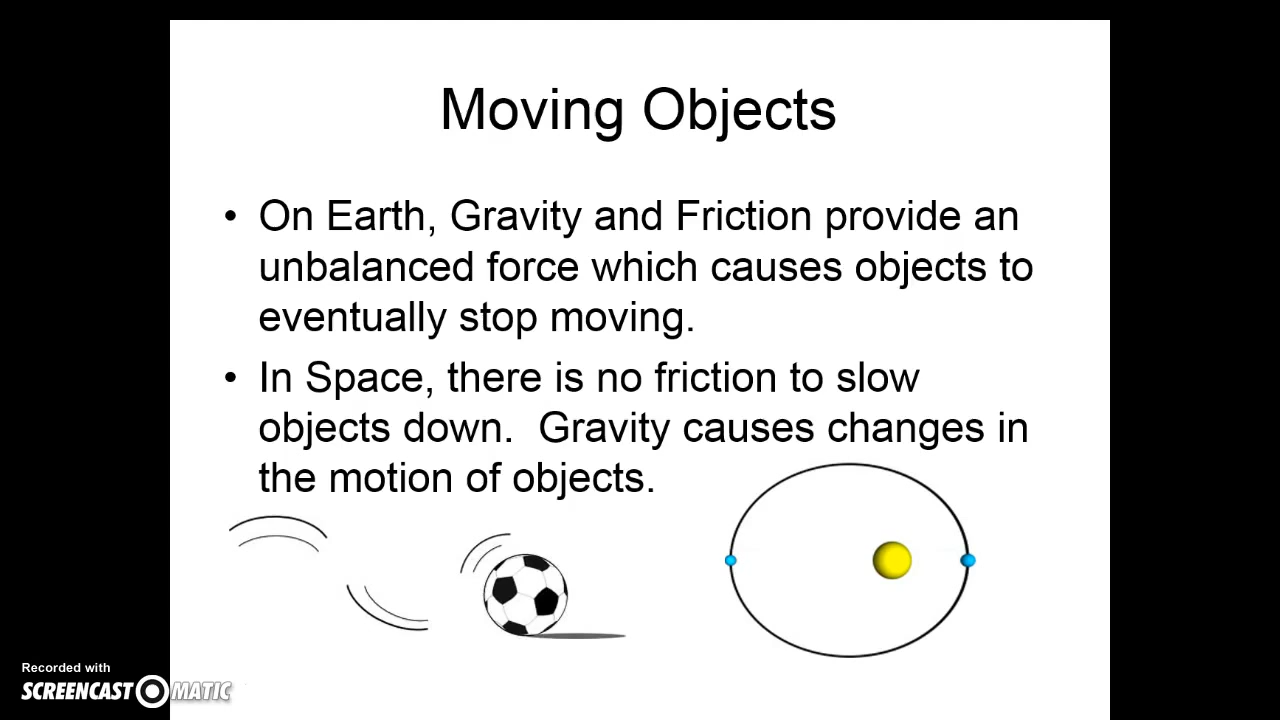 Moving Objects
• On Earth, Gravity and Friction provide an
unbalanced force which causes objects to
eventually stop moving.
• In Space, there is no friction to slow
objects down.  Gravity causes changes in
the motion of objects.
Recorded with
SCREENCAST MATIC